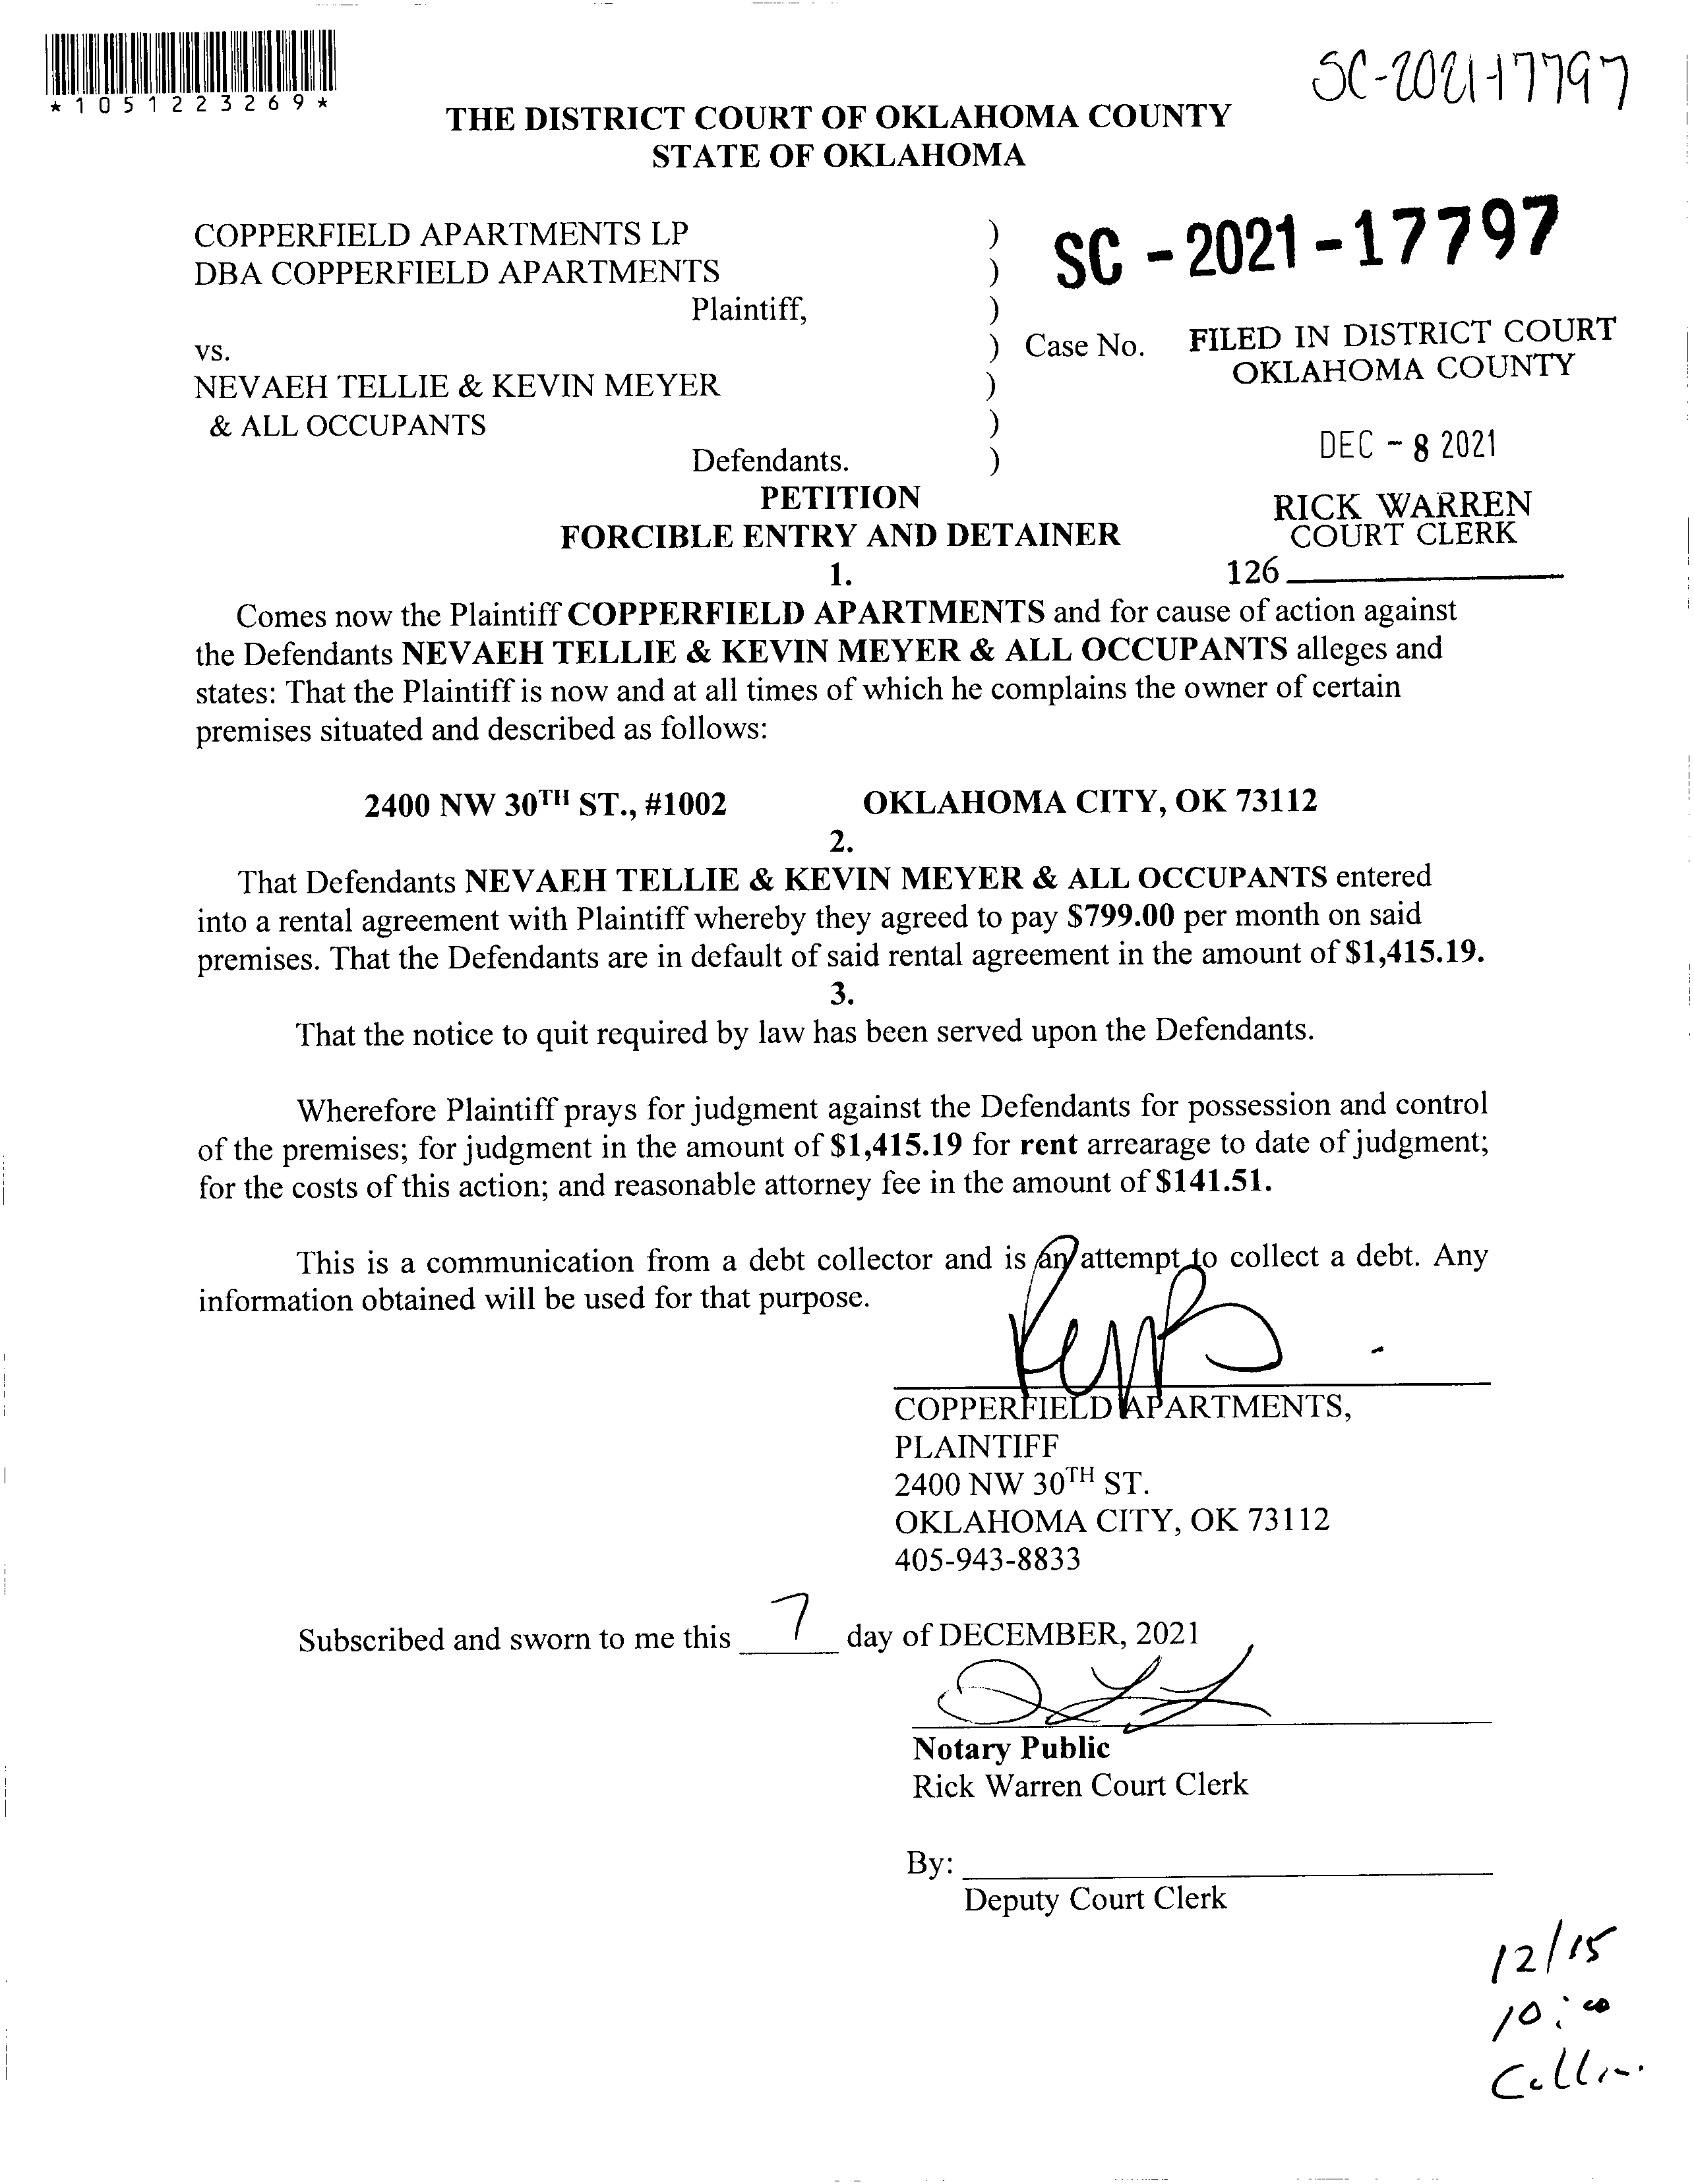 *1051223269*
SC-2021-17797
THE DISTRICT COURT OF OKLAHOMA COUNTY
STATE OF OKLAHOMA
COPPERFIELD APARTMENTS LP )
DBA COPPERFIELD APARTMENTS )
Plaintiff, )
SC - 2021 - 17797
vs. ) Case No.
NEVAEH TELLIE & KEVIN MEYER )
& ALL OCCUPANTS )
Defendants. )
FILED IN DISTRICT COURT
OKLAHOMA COUNTY
DEC - 8 2021
RICK WARREN
COURT CLERK
126
PETITION
FORCIBLE ENTRY AND DETAINER
1.
Comes now the Plaintiff COPPERFIELD APARTMENTS and for cause of action against
the Defendants NEVAEH TELLIE & KEVIN MEYER & ALL OCCUPANTS alleges and
states: That the Plaintiff is now and at all times of which he complains the owner of certain
premises situated and described as follows:
2400 NW 30TH ST., #1002 OKLAHOMA CITY, OK 73112
2.
That Defendants NEVAEH TELLIE & KEVIN MEYER & ALL OCCUPANTS entered
into a rental agreement with Plaintiff whereby they agreed to pay $799.00 per month on said
premises. That the Defendants are in default of said rental agreement in the amount of $1,415.19.
3.
That the notice to quit required by law has been served upon the Defendants.
Wherefore Plaintiff prays for judgment against the Defendants for possession and control
of the premises; for judgment in the amount of $1,415.19 for rent arrearage to date of judgment;
for the costs of this action; and reasonable attorney fee in the amount of $141.51.
This is a communication from a debt collector and is an attempt to collect a debt. Any
information obtained will be used for that purpose.
COPPERFIELD APARTMENTS,
PLAINTIFF
2400 NW 30TH ST.
OKLAHOMA CITY, OK 73112
405-943-8833
Subscribed and sworn to me this 7 day of DECEMBER, 2021
Notary Public
Rick Warren Court Clerk
By:
Deputy Court Clerk
12/15
10:00